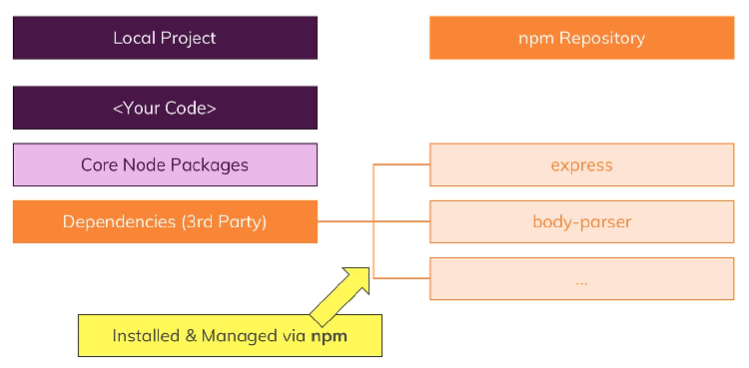 Local Project
npm Repository
<Your Code>
Core Node Packages
express
Dependencies (3rd Party)
body-parser
...
Installed & Managed via npm